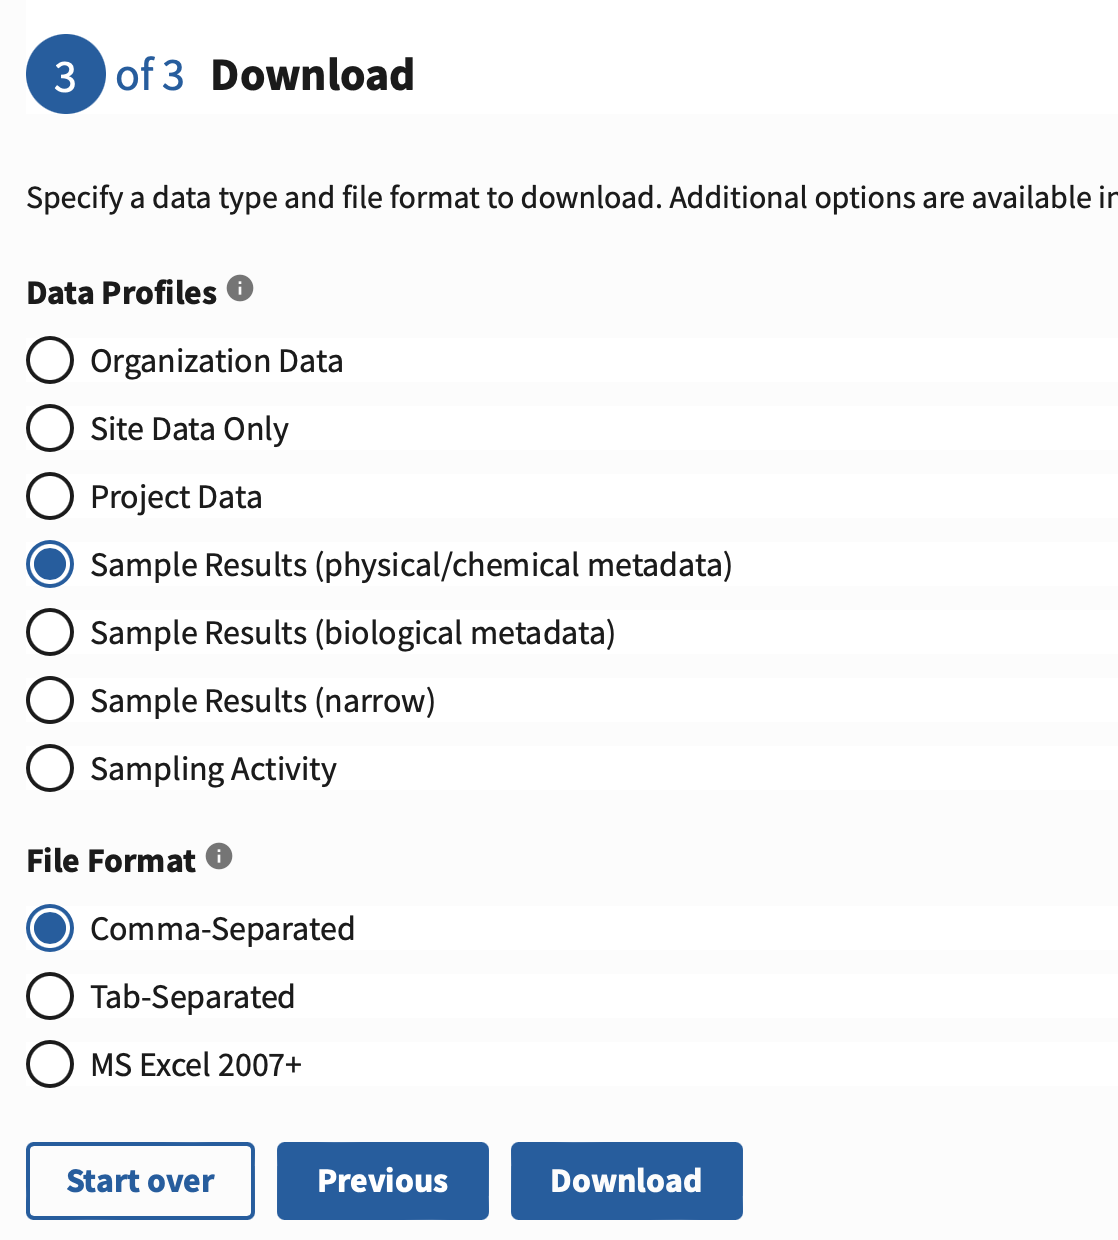 3 of 3 Download
Specify a data type and file format to download. Additional options are available in
Data Profiles
Organization Data
Site Data Only
Project Data
Sample Results (physical/chemical metadata)
Sample Results (biological metadata)
Sample Results (narrow)
Sampling Activity
File Format
Comma-Separated
Tab-Separated
MS Excel 2007+
Start over Previous Download